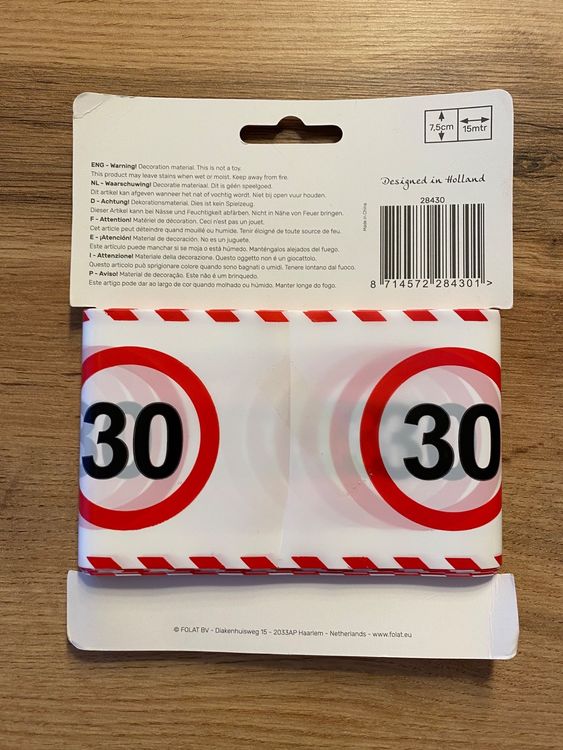 7,5cm
15mtr
Designed in Holland
ENG - Warning! Decoration material. This is not a toy.
This product may leave stains when wet or moist. Keep away from fire.
NL - Waarschuwing! Decoratie materiaal. Dit is géén speelgoed.
Dit artikel kan afgeven wanneer het nat of vochtig wordt. Niet bij open vuur houden.
D - Achtung! Dekorationsmaterial. Dies ist kein Spielzeug.
Dieser Artikel kann bei Nässe und Feuchtigkeit abfärben. Nicht in Nähe von Feuer bringen.
F - Attention! Matériel de décoration. Ceci n'est pas un jouet.
Cet article peut déteindre quand mouillé ou humide. Tenir éloigné de toute source de feu.
E - ¡Atención! Material de decoración. No es un juguete.
Este artículo puede manchar si se moja o está húmedo. Manténgalos alejados del fuego.
I - Attenzione! Materiale della decorazione. Questo oggetto non è un giocattolo,
Questo articolo può sprigionare colore quando sono bagnati o umidi. Tenere lontano dal fuoco.
P - Aviso! Material de decoração. Este não é um brinquedo.
Este artigo pode dar ao largo de cor quando molhado ou húmido. Manter longe do fogo.
Made in China
28430
8 714572 284301 >
30
30
© FOLAT BV - Diakenhuisweg 15 - 2033AP Haarlem - Netherlands - www.folat.eu